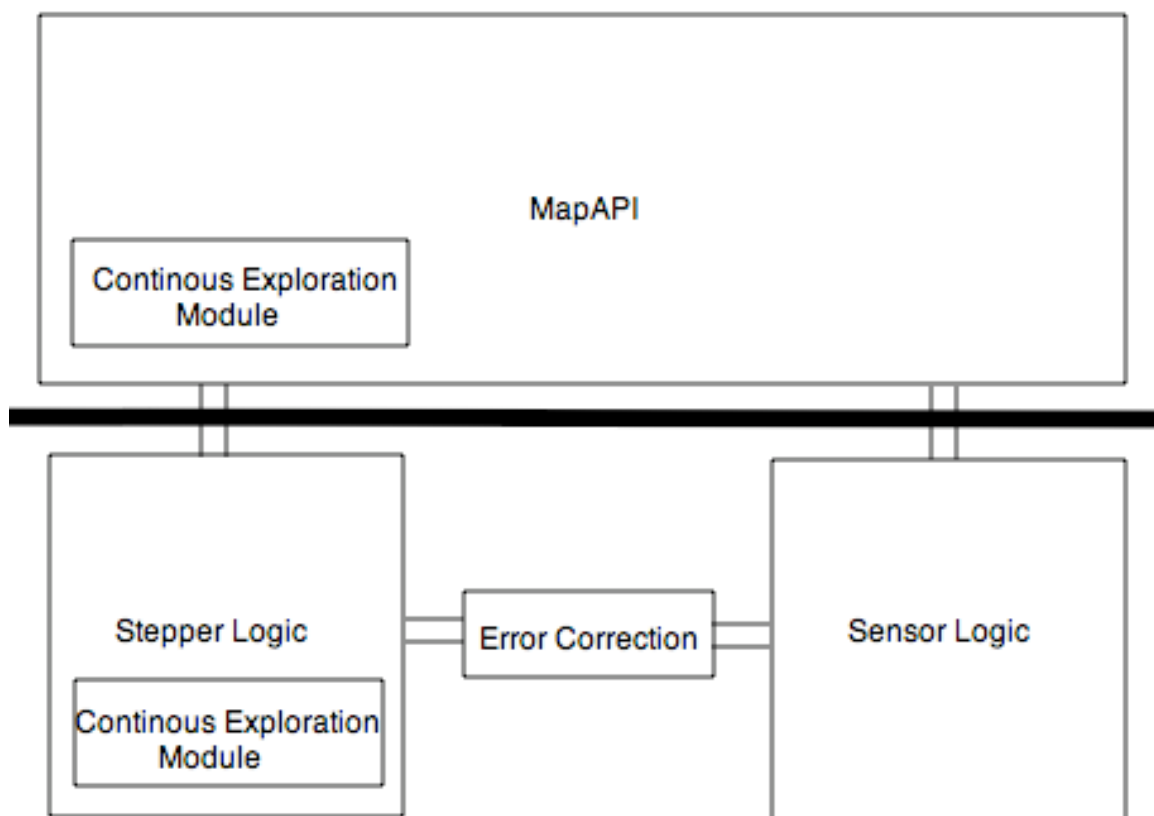 MapAPI
Continous Exploration
Module
Stepper Logic
Error Correction
Sensor Logic
Continous Exploration
Module